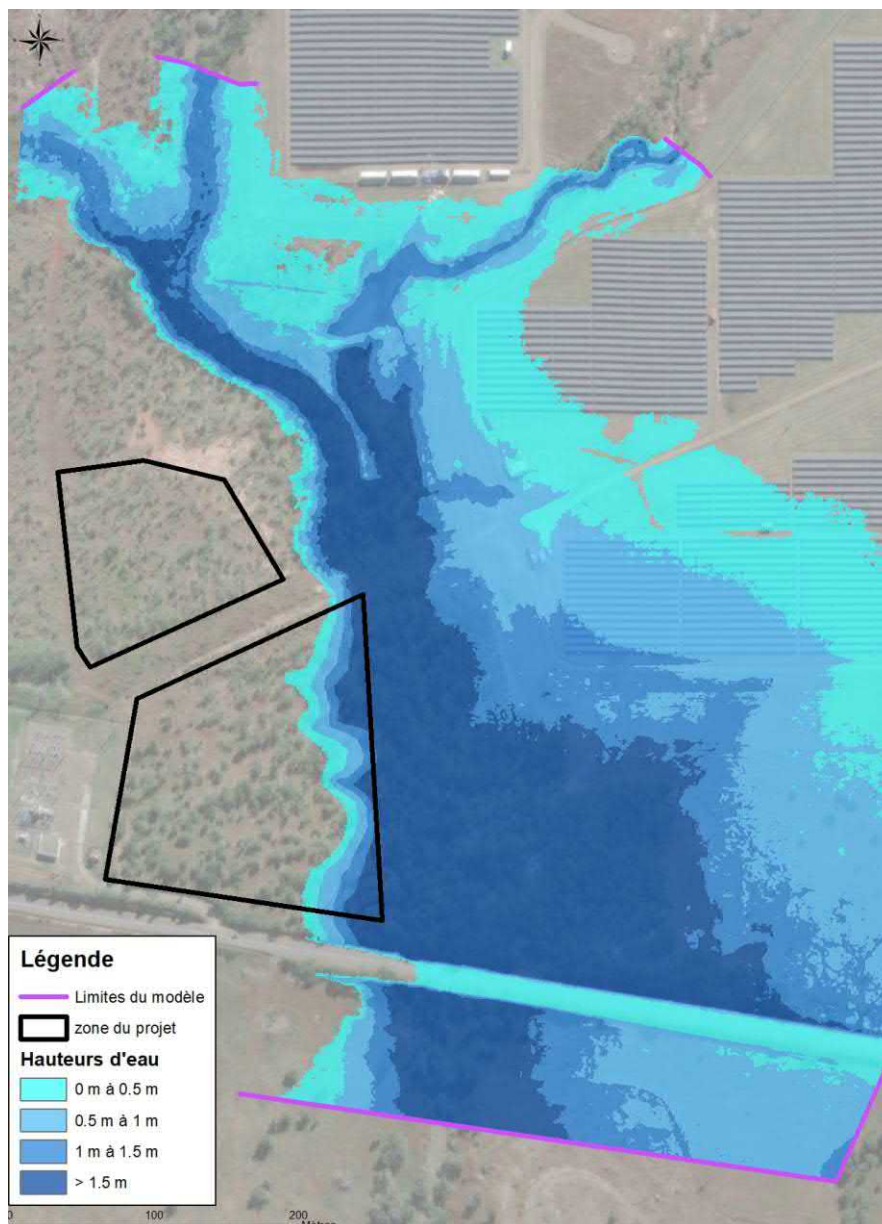 Légende
Limites du modèle
zone du projet
Hauteurs d'eau
0 m à 0.5 m
0.5 m à 1 m
1 m à 1.5 m
> 1.5 m
0 100 200
Mètres